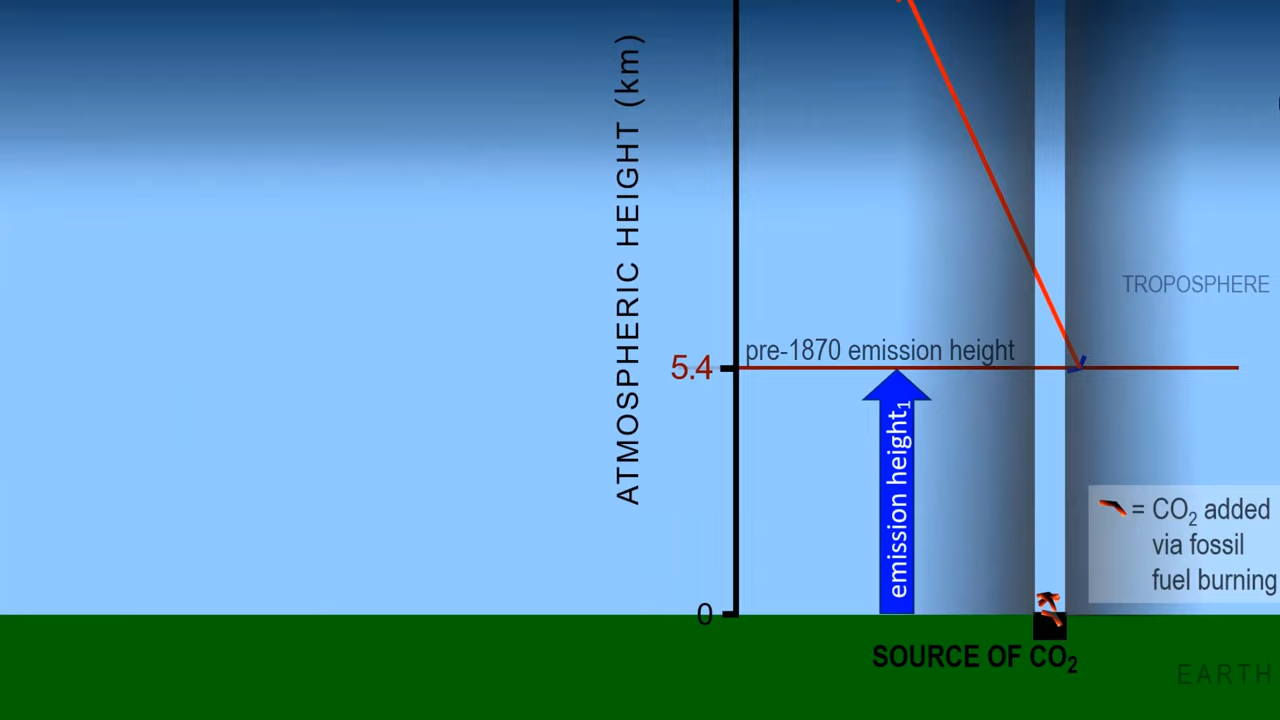 ATMOSPHERIC HEIGHT (km)
TROPOSPHERE
pre-1870 emission height
5.4
emission height₁
= CO₂ added
via fossil
fuel burning
0
SOURCE OF CO₂
EARTH